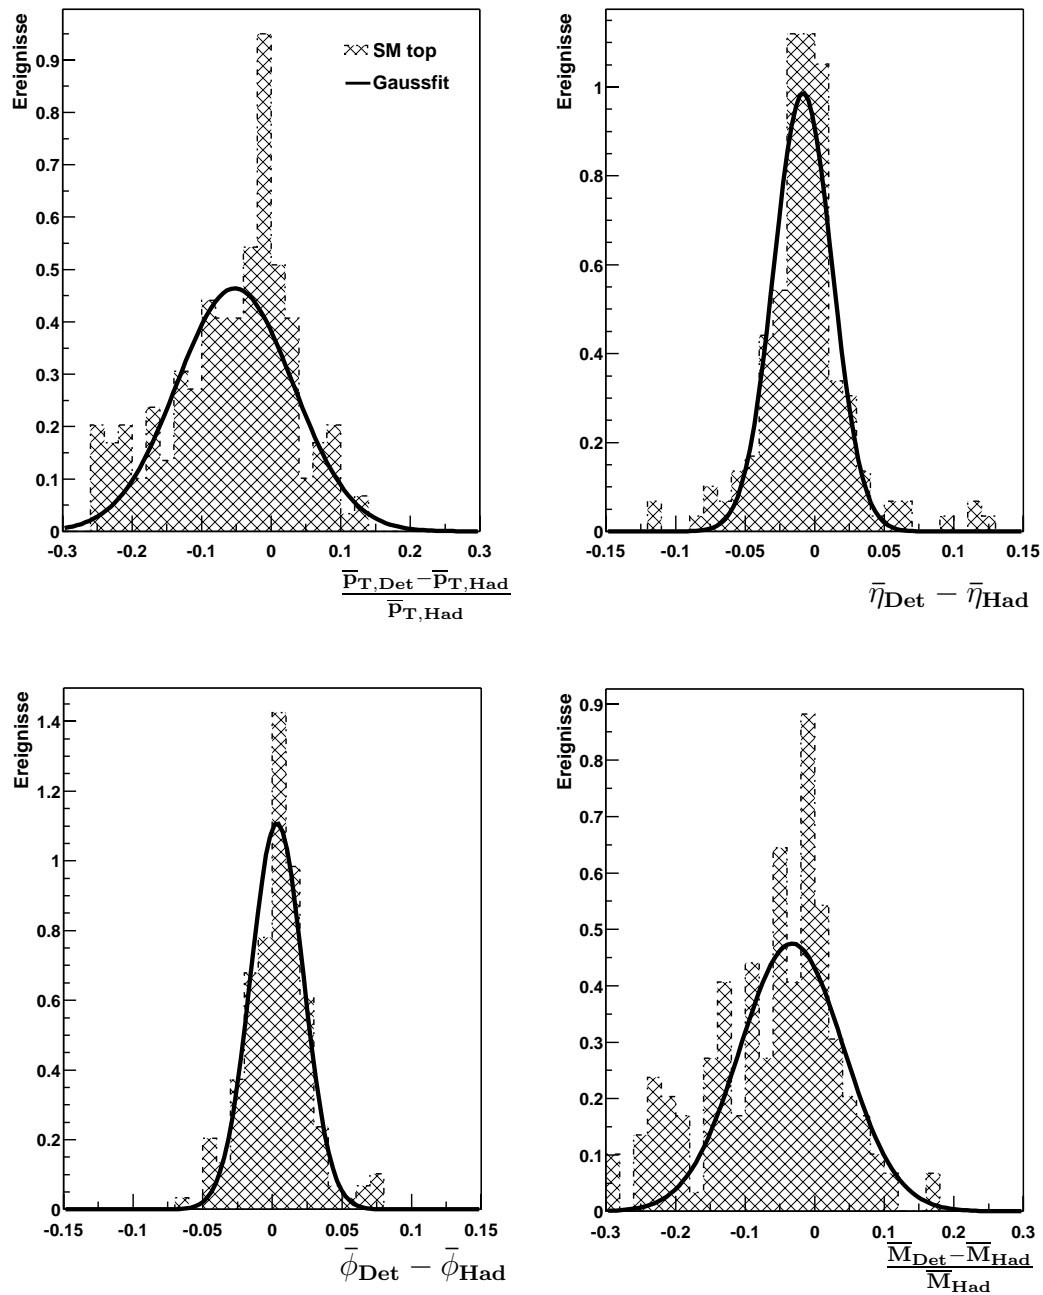 Ereignisse
0.9
0.8
0.7
0.6
0.5
0.4
0.3
0.2
0.1
0
-0.3 -0.2 -0.1 0 0.1 0.2 0.3
SM top
Gaussfit
p̅T,Det−p̅T,Had
p̅T,Had
Ereignisse
1
0.8
0.6
0.4
0.2
0
-0.15 -0.1 -0.05 0 0.05 0.1 0.15
η̄Det − η̄Had
Ereignisse
1.4
1.2
1
0.8
0.6
0.4
0.2
0
-0.15 -0.1 -0.05 0 0.05 0.1 0.15
ϕ̄Det − ϕ̄Had
Ereignisse
0.9
0.8
0.7
0.6
0.5
0.4
0.3
0.2
0.1
0
-0.3 -0.2 -0.1 0 0.1 0.2 0.3
M̅Det−M̅Had
M̅Had